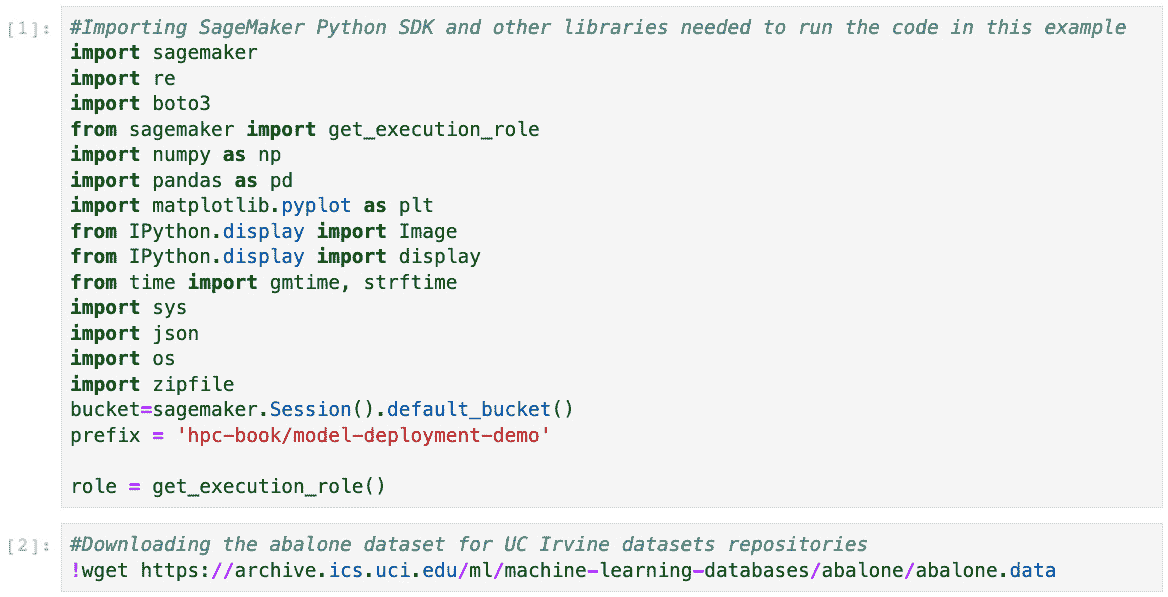 [1]: #Importing SageMaker Python SDK and other libraries needed to run the code in this example
import sagemaker
import re
import boto3
from sagemaker import get_execution_role
import numpy as np
import pandas as pd
import matplotlib.pyplot as plt
from IPython.display import Image
from IPython.display import display
from time import gmtime, strftime
import sys
import json
import os
import zipfile
bucket=sagemaker.Session().default_bucket()
prefix = 'hpc-book/model-deployment-demo'
role = get_execution_role()
[2]: #Downloading the abalone dataset for UC Irvine datasets repositories
!wget https://archive.ics.uci.edu/ml/machine-learning-databases/abalone/abalone.data